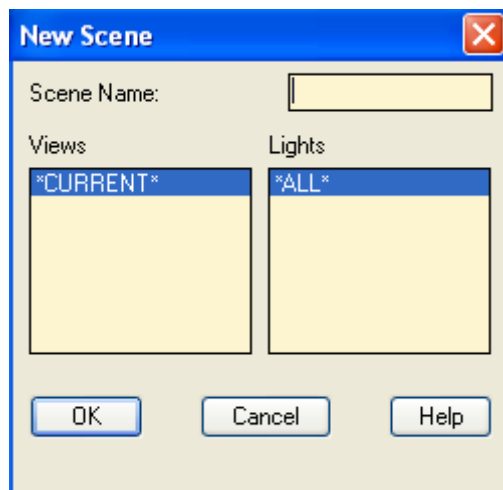 New Scene
Scene Name:
Views Lights
*CURRENT* *ALL*
OK Cancel Help